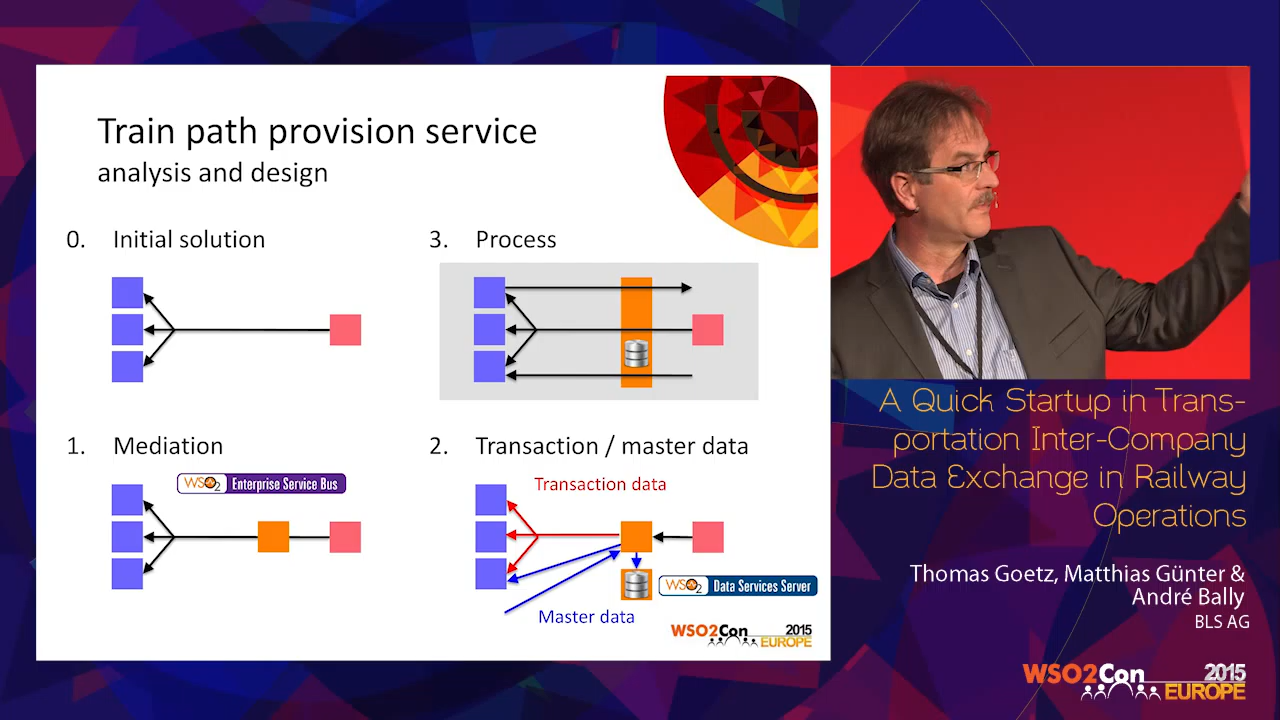 Train path provision service
analysis and design
0. Initial solution
3. Process
1. Mediation
WSO2 Enterprise Service Bus
2. Transaction / master data
Transaction data
WSO2 Data Services Server
Master data
WSO2Con 2015
EUROPE
A Quick Startup in Trans-
portation Inter-Company
Data Exchange in Railway
Operations
Thomas Goetz, Matthias Günter &
André Bally
BLS AG
WSO2Con 2015
EUROPE